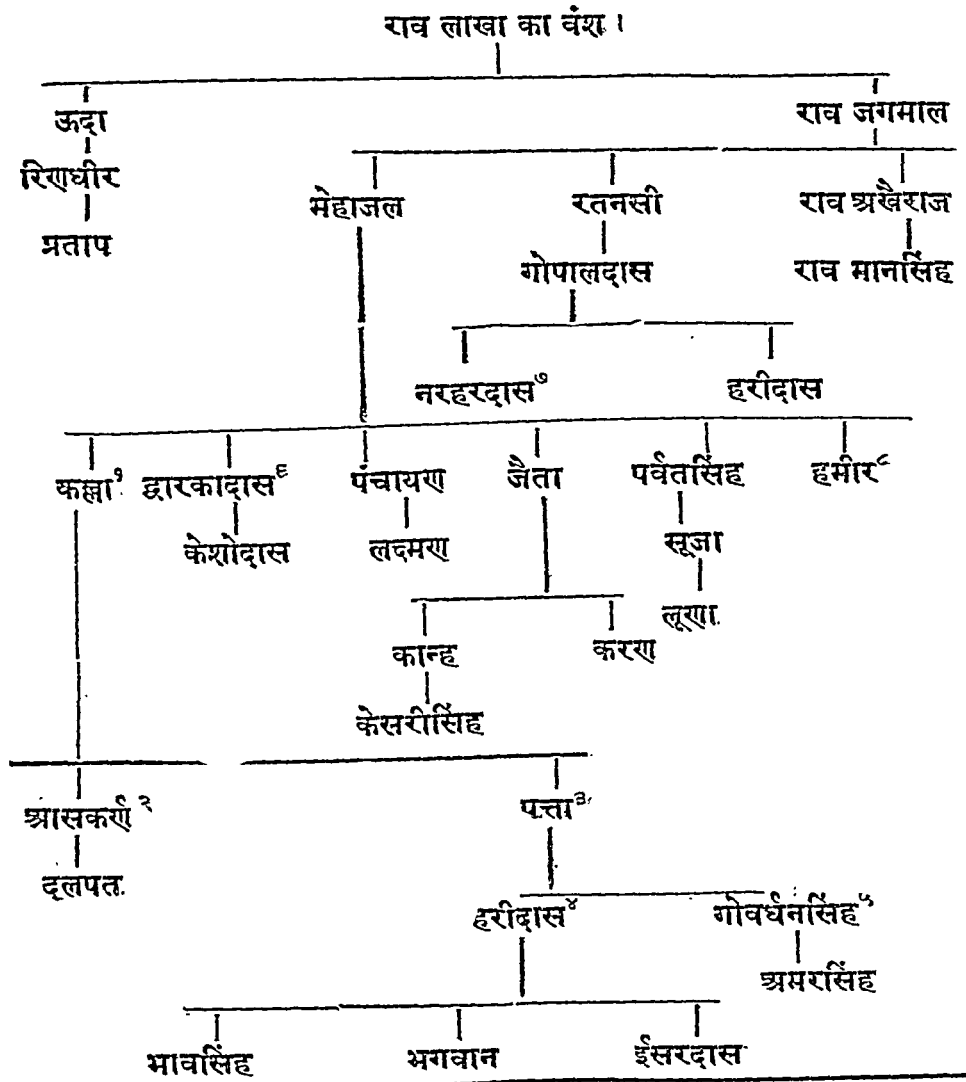 राव लाखा का वंश ।
ऊदा राव जगमाल
रिणधीर
मेहाजल रतनसी राव अखैराज
प्रताप
गोपालदास राव मानसिंह
नरहरदास⁷ हरीदास
कल्ला¹ द्वारकादास⁶ पंचायण जैता पर्वतसिंह हमीर⁸
केशोदास लक्ष्मण सूजा
लूणा
कान्ह करण
केसरीसिंह
आसकर्ण² पत्ता³
दलपत
हरीदास⁴ गोवर्धनसिंह⁵
अमरसिंह
भावसिंह भगवान ईसरदास